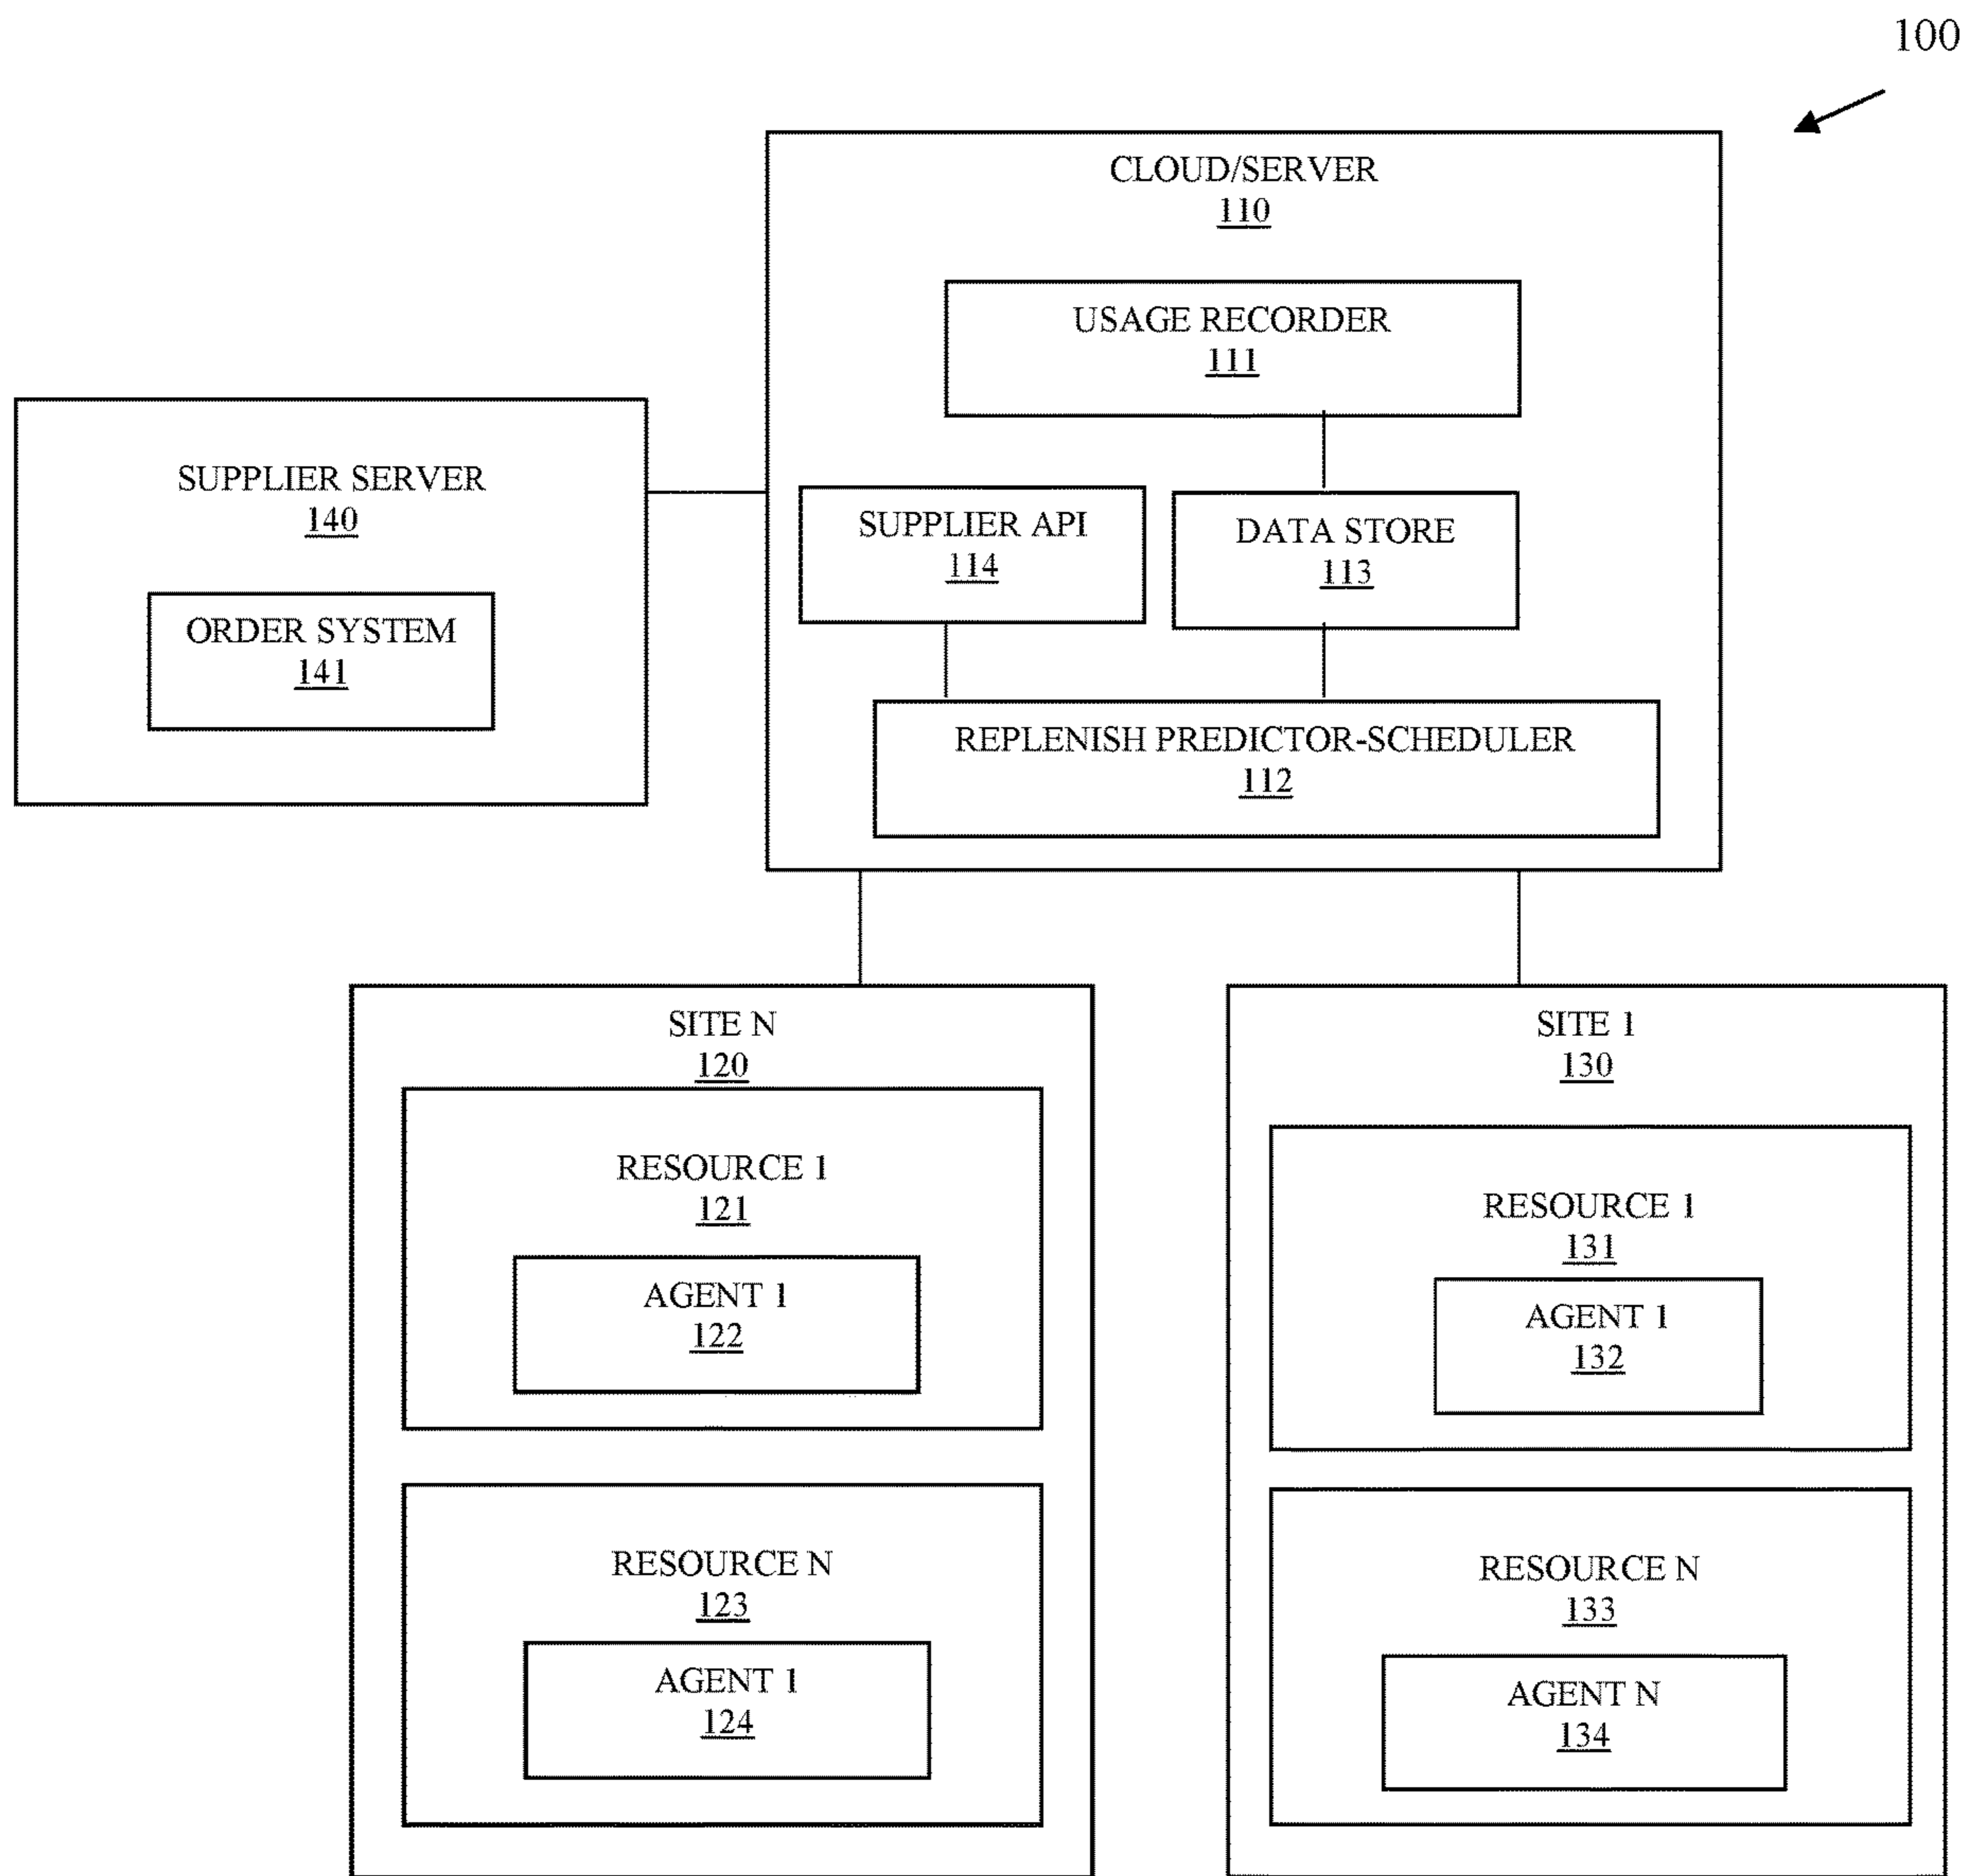 100
CLOUD/SERVER
110
USAGE RECORDER
111
SUPPLIER SERVER
140
SUPPLIER API
114
DATA STORE
113
ORDER SYSTEM
141
REPLENISH PREDICTOR-SCHEDULER
112
SITE N
120
RESOURCE 1
121
AGENT 1
122
RESOURCE N
123
AGENT 1
124
SITE 1
130
RESOURCE 1
131
AGENT 1
132
RESOURCE N
133
AGENT N
134